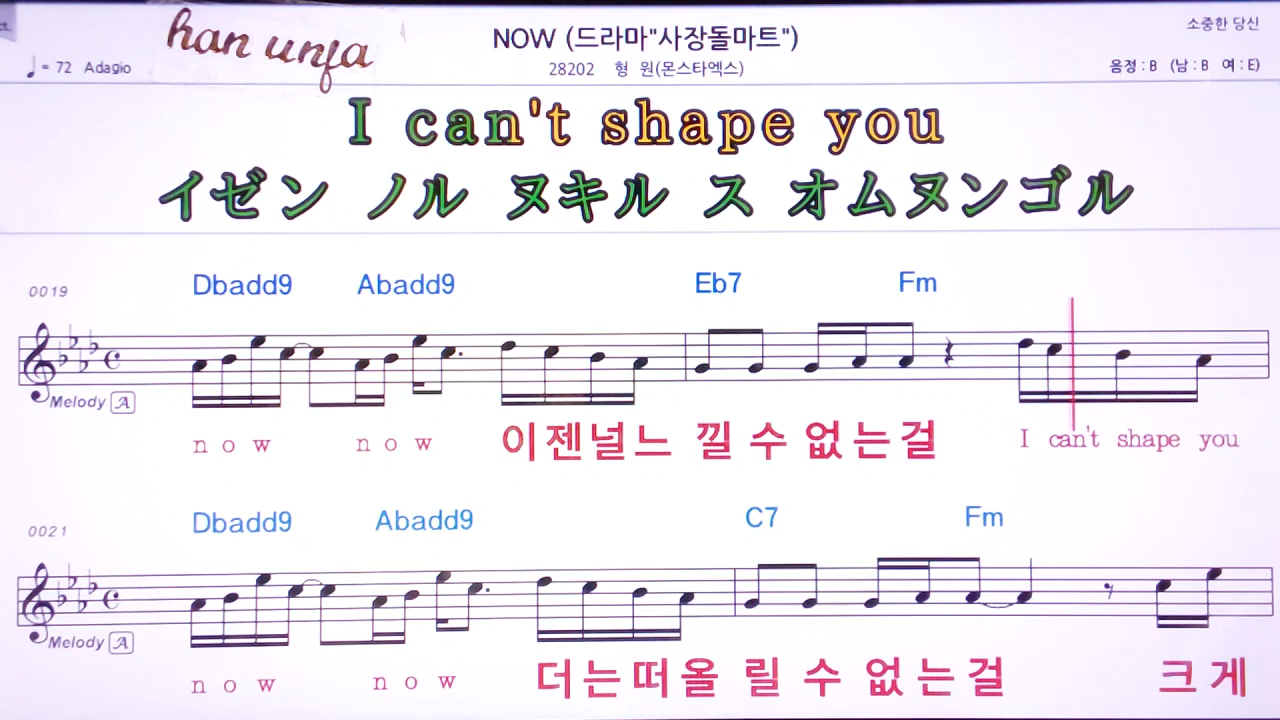 han unja
NOW (드라마"사장돌마트")
소중한 당신
♩= 72 Adagio
28202 형 원(몬스타엑스)
음정 : B (남 : B 여 : E)
I can't shape you
イゼン ノル ヌキル ス オムヌンゴル
0019
Dbadd9 Abadd9 Eb7 Fm
Melody A
now now 이젠널느 낄 수 없는걸 I can't shape you
0021
Dbadd9 Abadd9 C7 Fm
Melody A
now now 더는떠올 릴 수 없는걸 크게